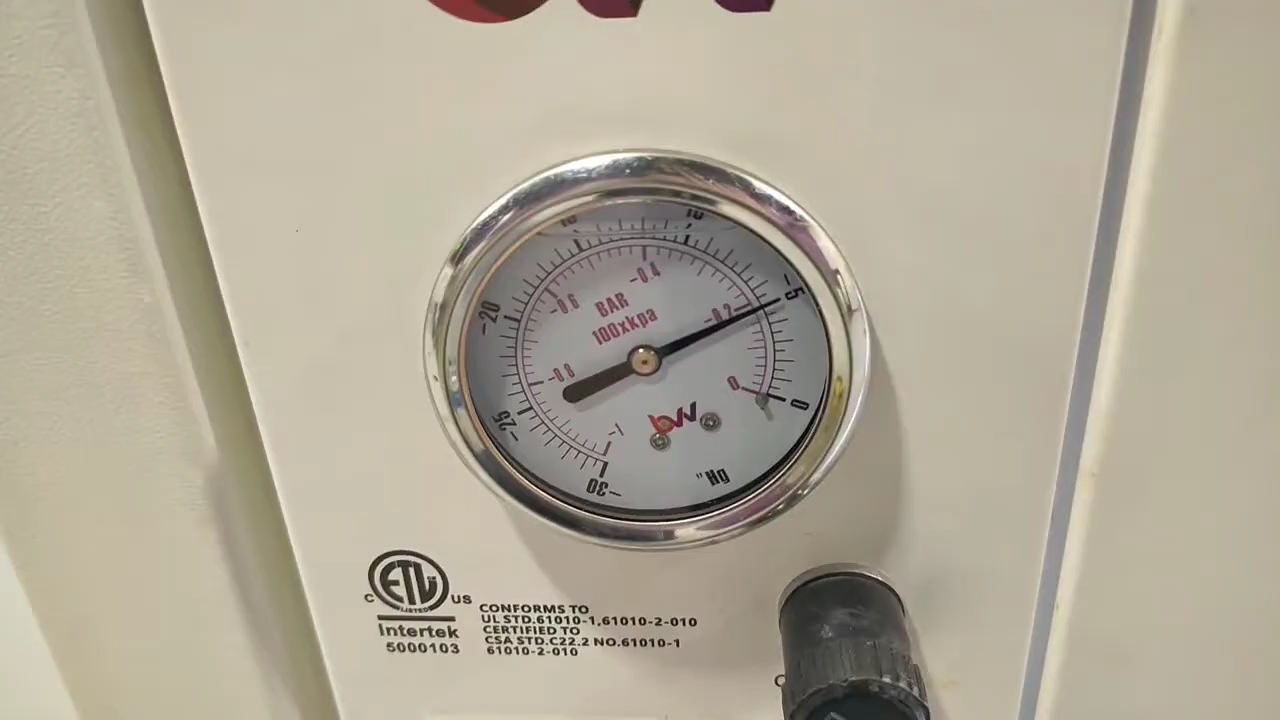 -20
-5
-0.6
-0.4
BAR
100xkpa
-0.2
-0.8
0
0
-25
-1
bvv
-30
"Hg
ETL
LISTED
C US
Intertek
5000103
CONFORMS TO
UL STD.61010-1,61010-2-010
CERTIFIED TO
CSA STD.C22.2 NO.61010-1
61010-2-010